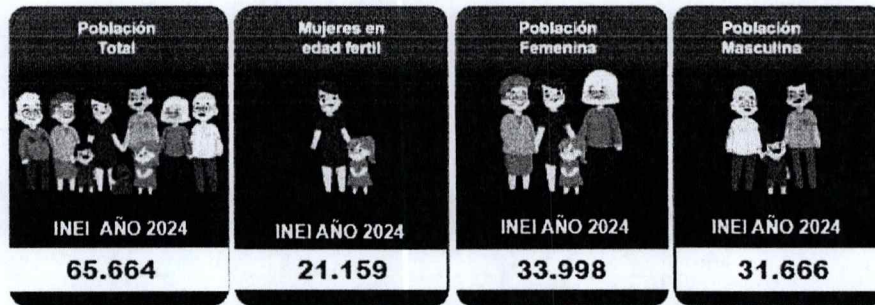 Población
Total
INEI AÑO 2024
65.664
Mujeres en
edad fertil
INEI AÑO 2024
21.159
Población
Femenina
INEI AÑO 2024
33.998
Población
Masculina
INEI AÑO 2024
31.666